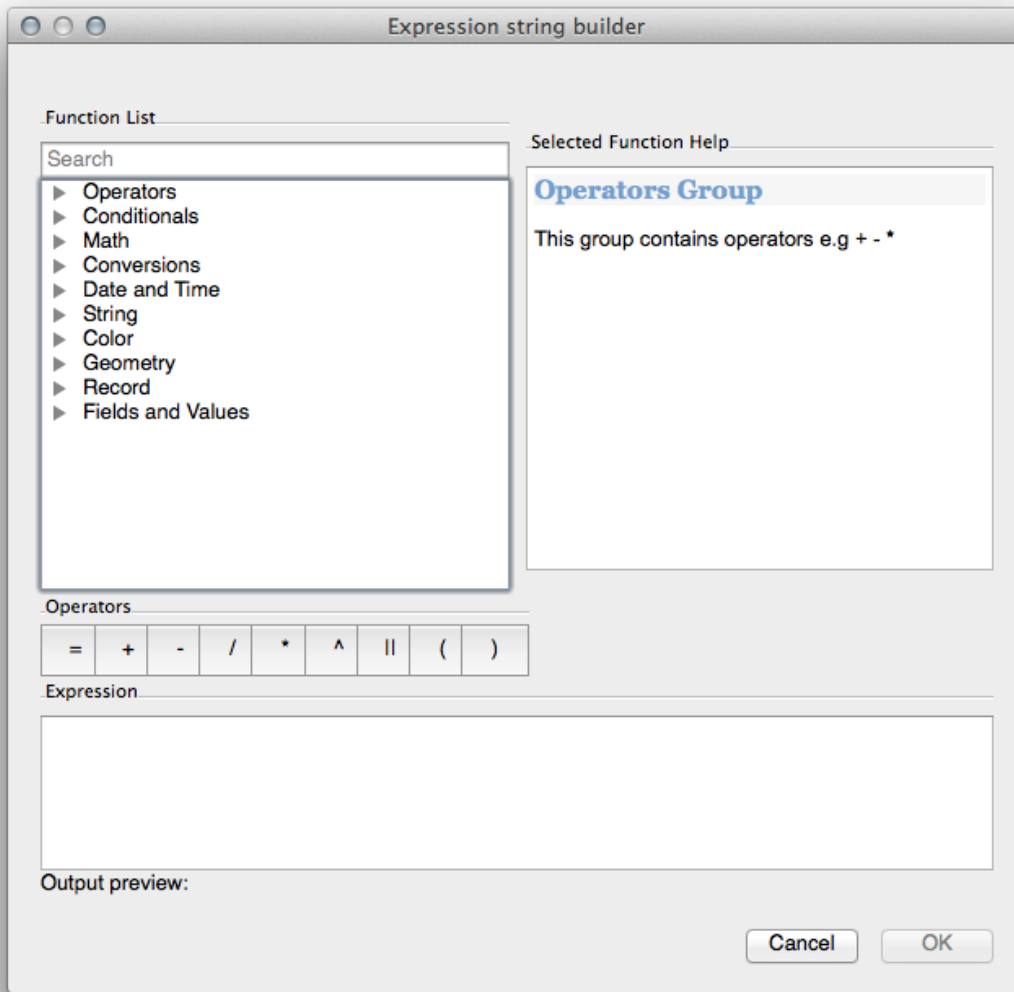 Expression string builder
Function List
Search
Operators
Conditionals
Math
Conversions
Date and Time
String
Color
Geometry
Record
Fields and Values
Selected Function Help
Operators Group
This group contains operators e.g + - *
Operators
= + - / * ^ || ( )
Expression
Output preview:
Cancel OK